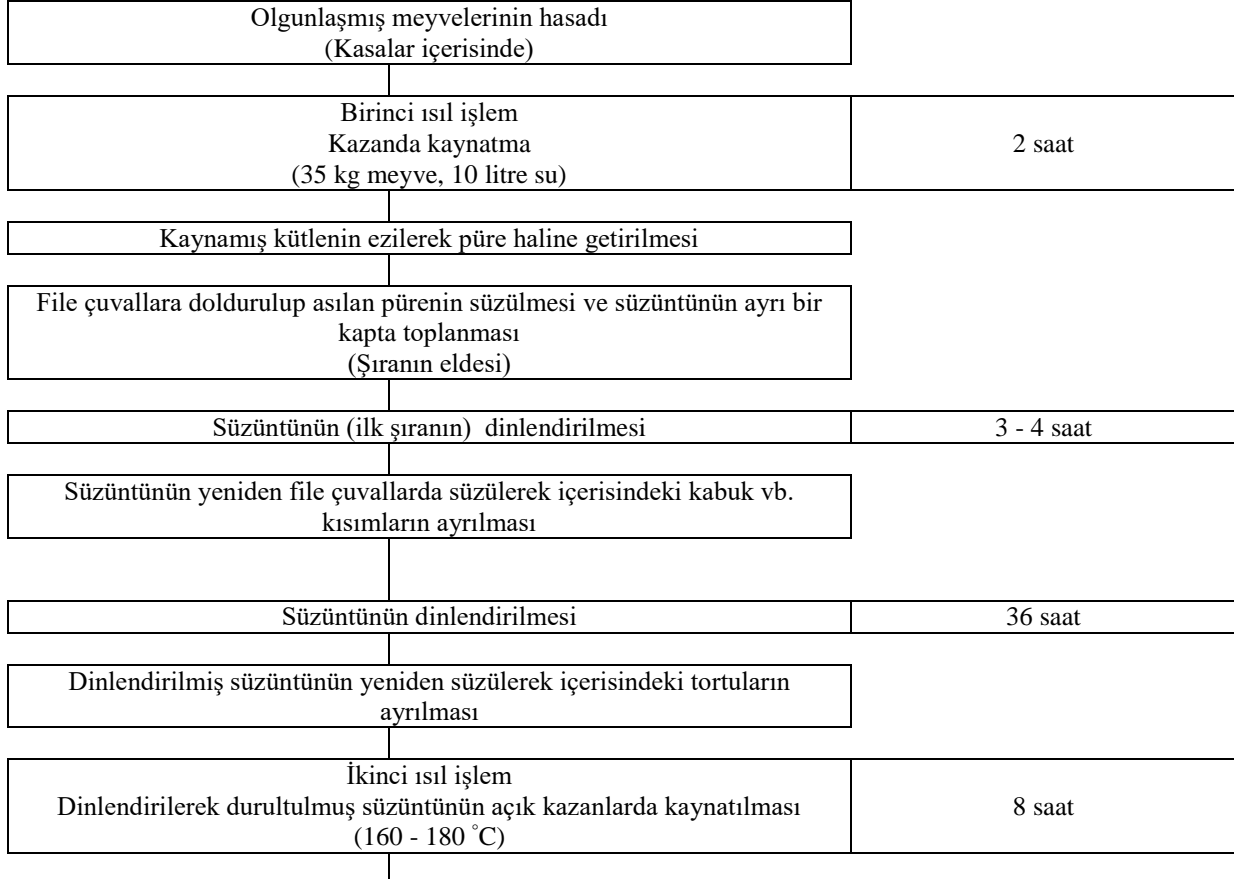 Olgunlaşmış meyvelerinin hasadı
(Kasalar içerisinde)
Birinci ısıl işlem
Kazanda kaynatma
(35 kg meyve, 10 litre su)
2 saat
Kaynamış kütlenin ezilerek püre haline getirilmesi
File çuvallara doldurulup asılan pürenin süzülmesi ve süzüntünün ayrı bir
kapta toplanması
(Şıranın eldesi)
Süzüntünün (ilk şıranın) dinlendirilmesi
3 - 4 saat
Süzüntünün yeniden file çuvallarda süzülerek içerisindeki kabuk vb.
kısımların ayrılması
Süzüntünün dinlendirilmesi
36 saat
Dinlendirilmiş süzüntünün yeniden süzülerek içerisindeki tortuların
ayrılması
İkinci ısıl işlem
Dinlendirilerek durultulmuş süzüntünün açık kazanlarda kaynatılması
(160 - 180 °C)
8 saat